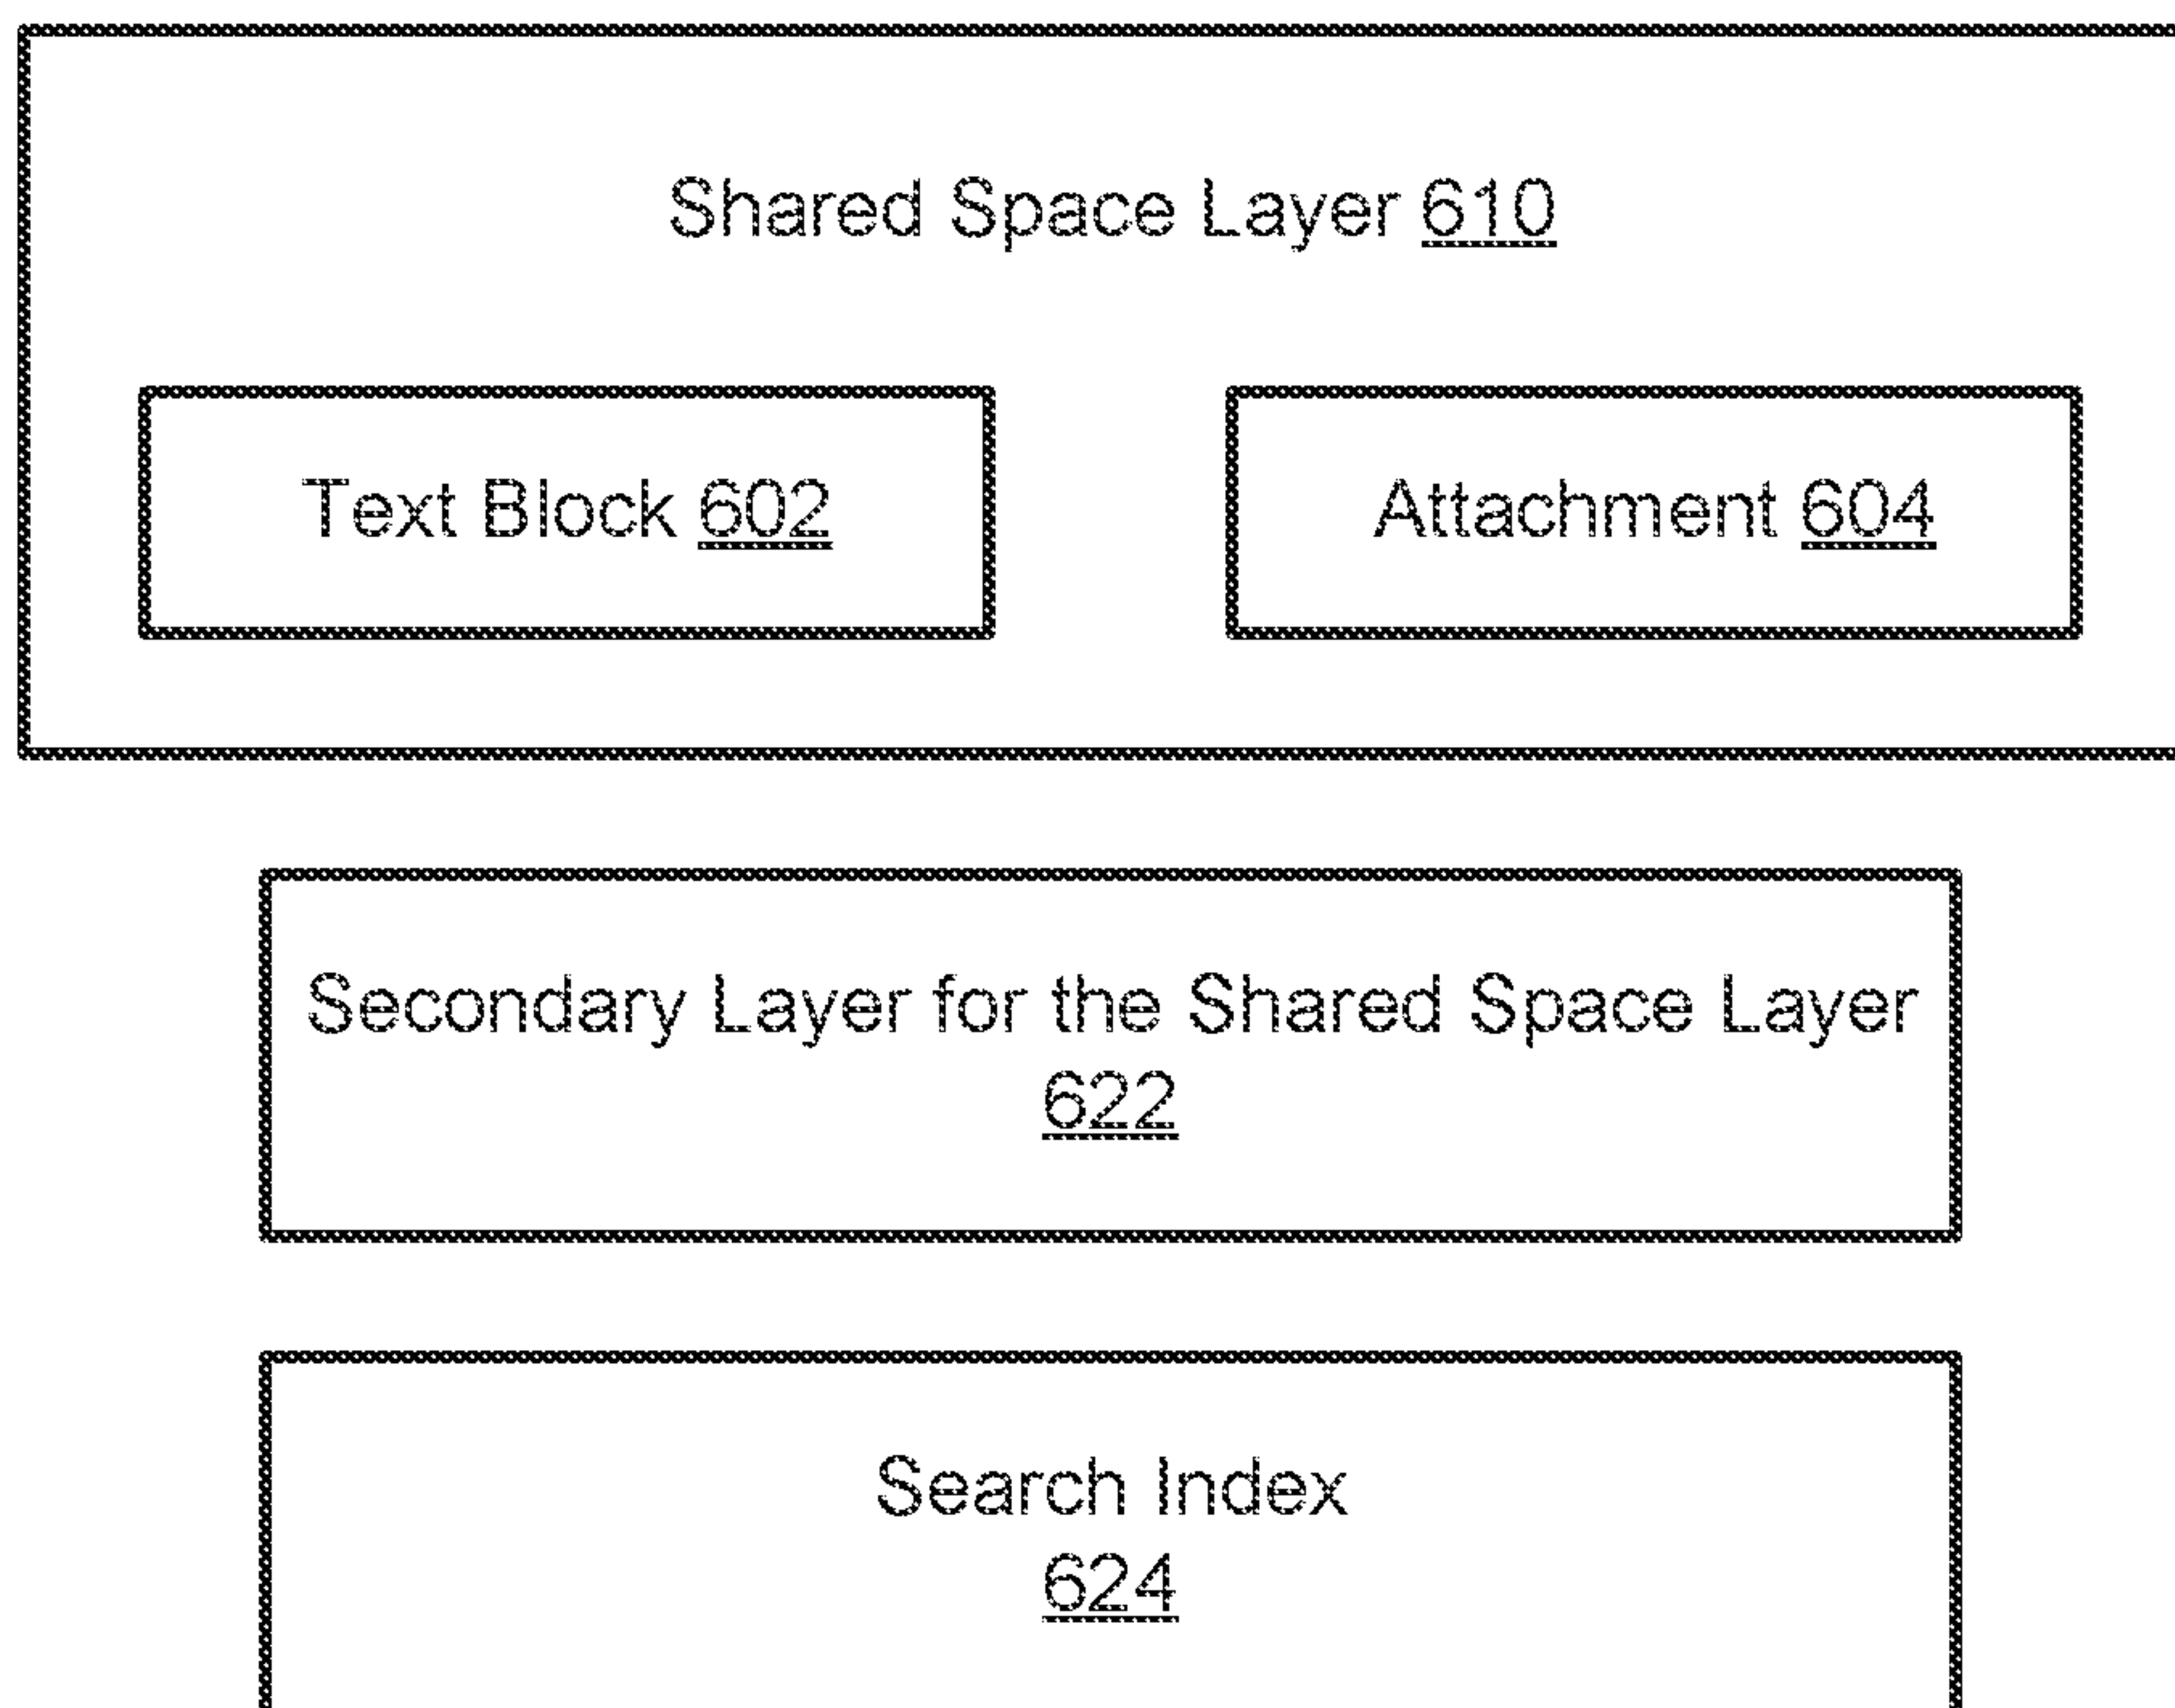 Shared Space Layer 610
Text Block 602
Attachment 604
Secondary Layer for the Shared Space Layer
622
Search Index
624